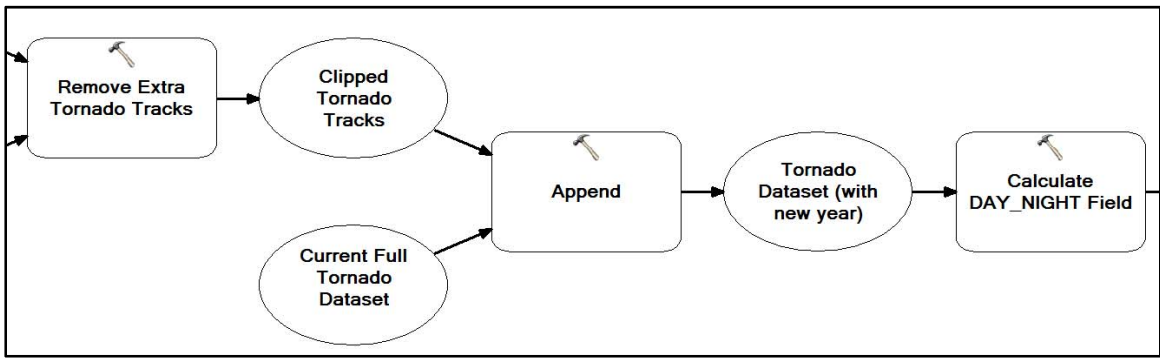 Remove Extra
Tornado Tracks
Clipped
Tornado
Tracks
Current Full
Tornado
Dataset
Append
Tornado
Dataset (with
new year)
Calculate
DAY_NIGHT Field